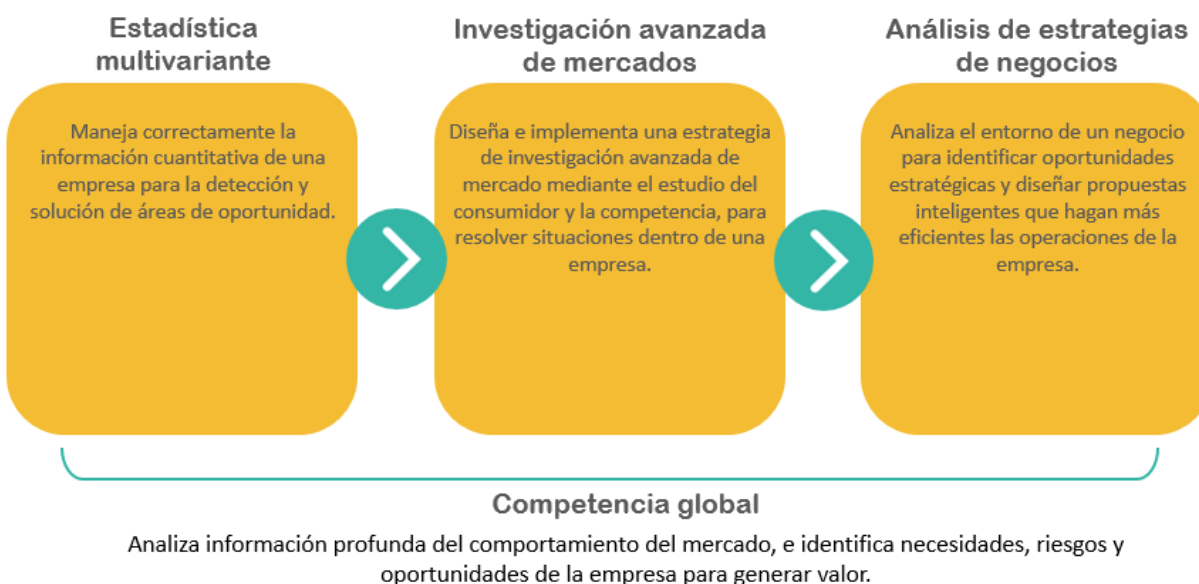 Estadística
multivariante
Maneja correctamente la
información cuantitativa de una
empresa para la detección y
solución de áreas de oportunidad.
Investigación avanzada
de mercados
Diseña e implementa una estrategia
de investigación avanzada de
mercado mediante el estudio del
consumidor y la competencia, para
resolver situaciones dentro de una
empresa.
Análisis de estrategias
de negocios
Analiza el entorno de un negocio
para identificar oportunidades
estratégicas y diseñar propuestas
inteligentes que hagan más
eficientes las operaciones de la
empresa.
Competencia global
Analiza información profunda del comportamiento del mercado, e identifica necesidades, riesgos y
oportunidades de la empresa para generar valor.